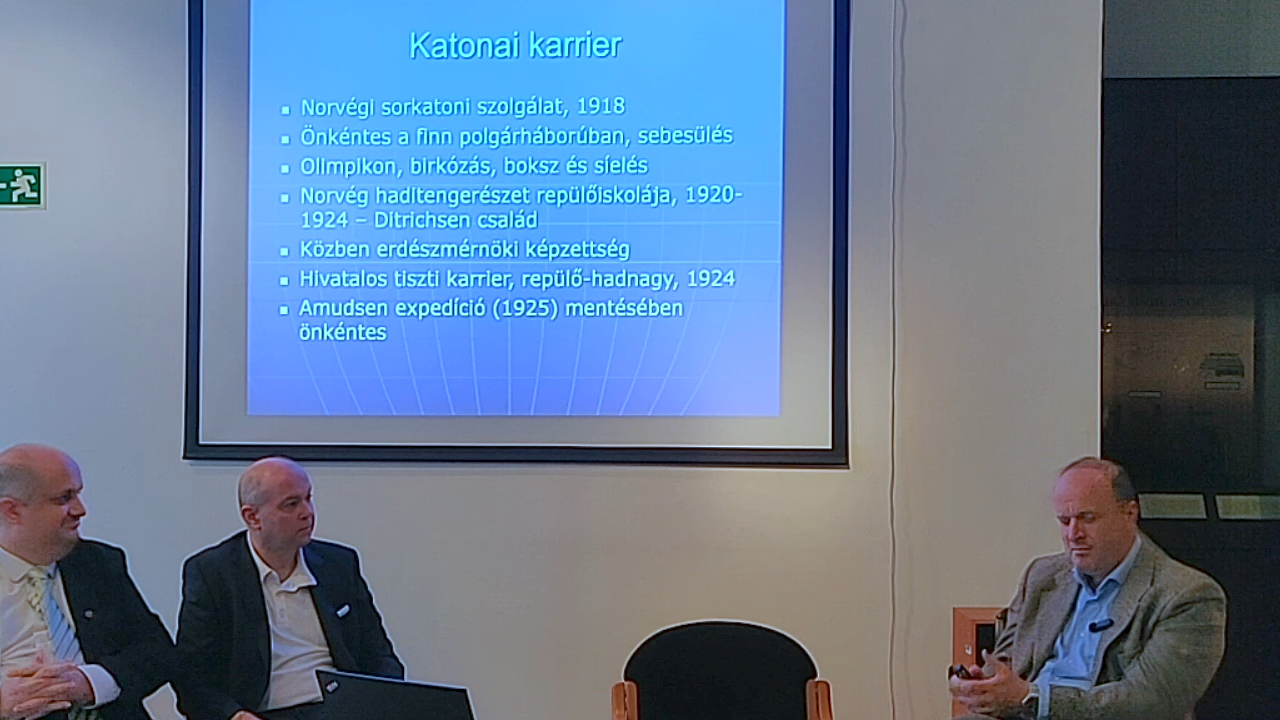 Katonai karrier
Norvégi sorkatoni szolgálat, 1918
Önkéntes a finn polgárháborúban, sebesülés
Olimpikon, birkózás, boksz és síelés
Norvég haditengerészet repülőiskolája, 1920-
1924 – Ditrichsen család
Közben erdészmérnöki képzettség
Hivatalos tiszti karrier, repülő-hadnagy, 1924
Amudsen expedíció (1925) mentésében
önkéntes